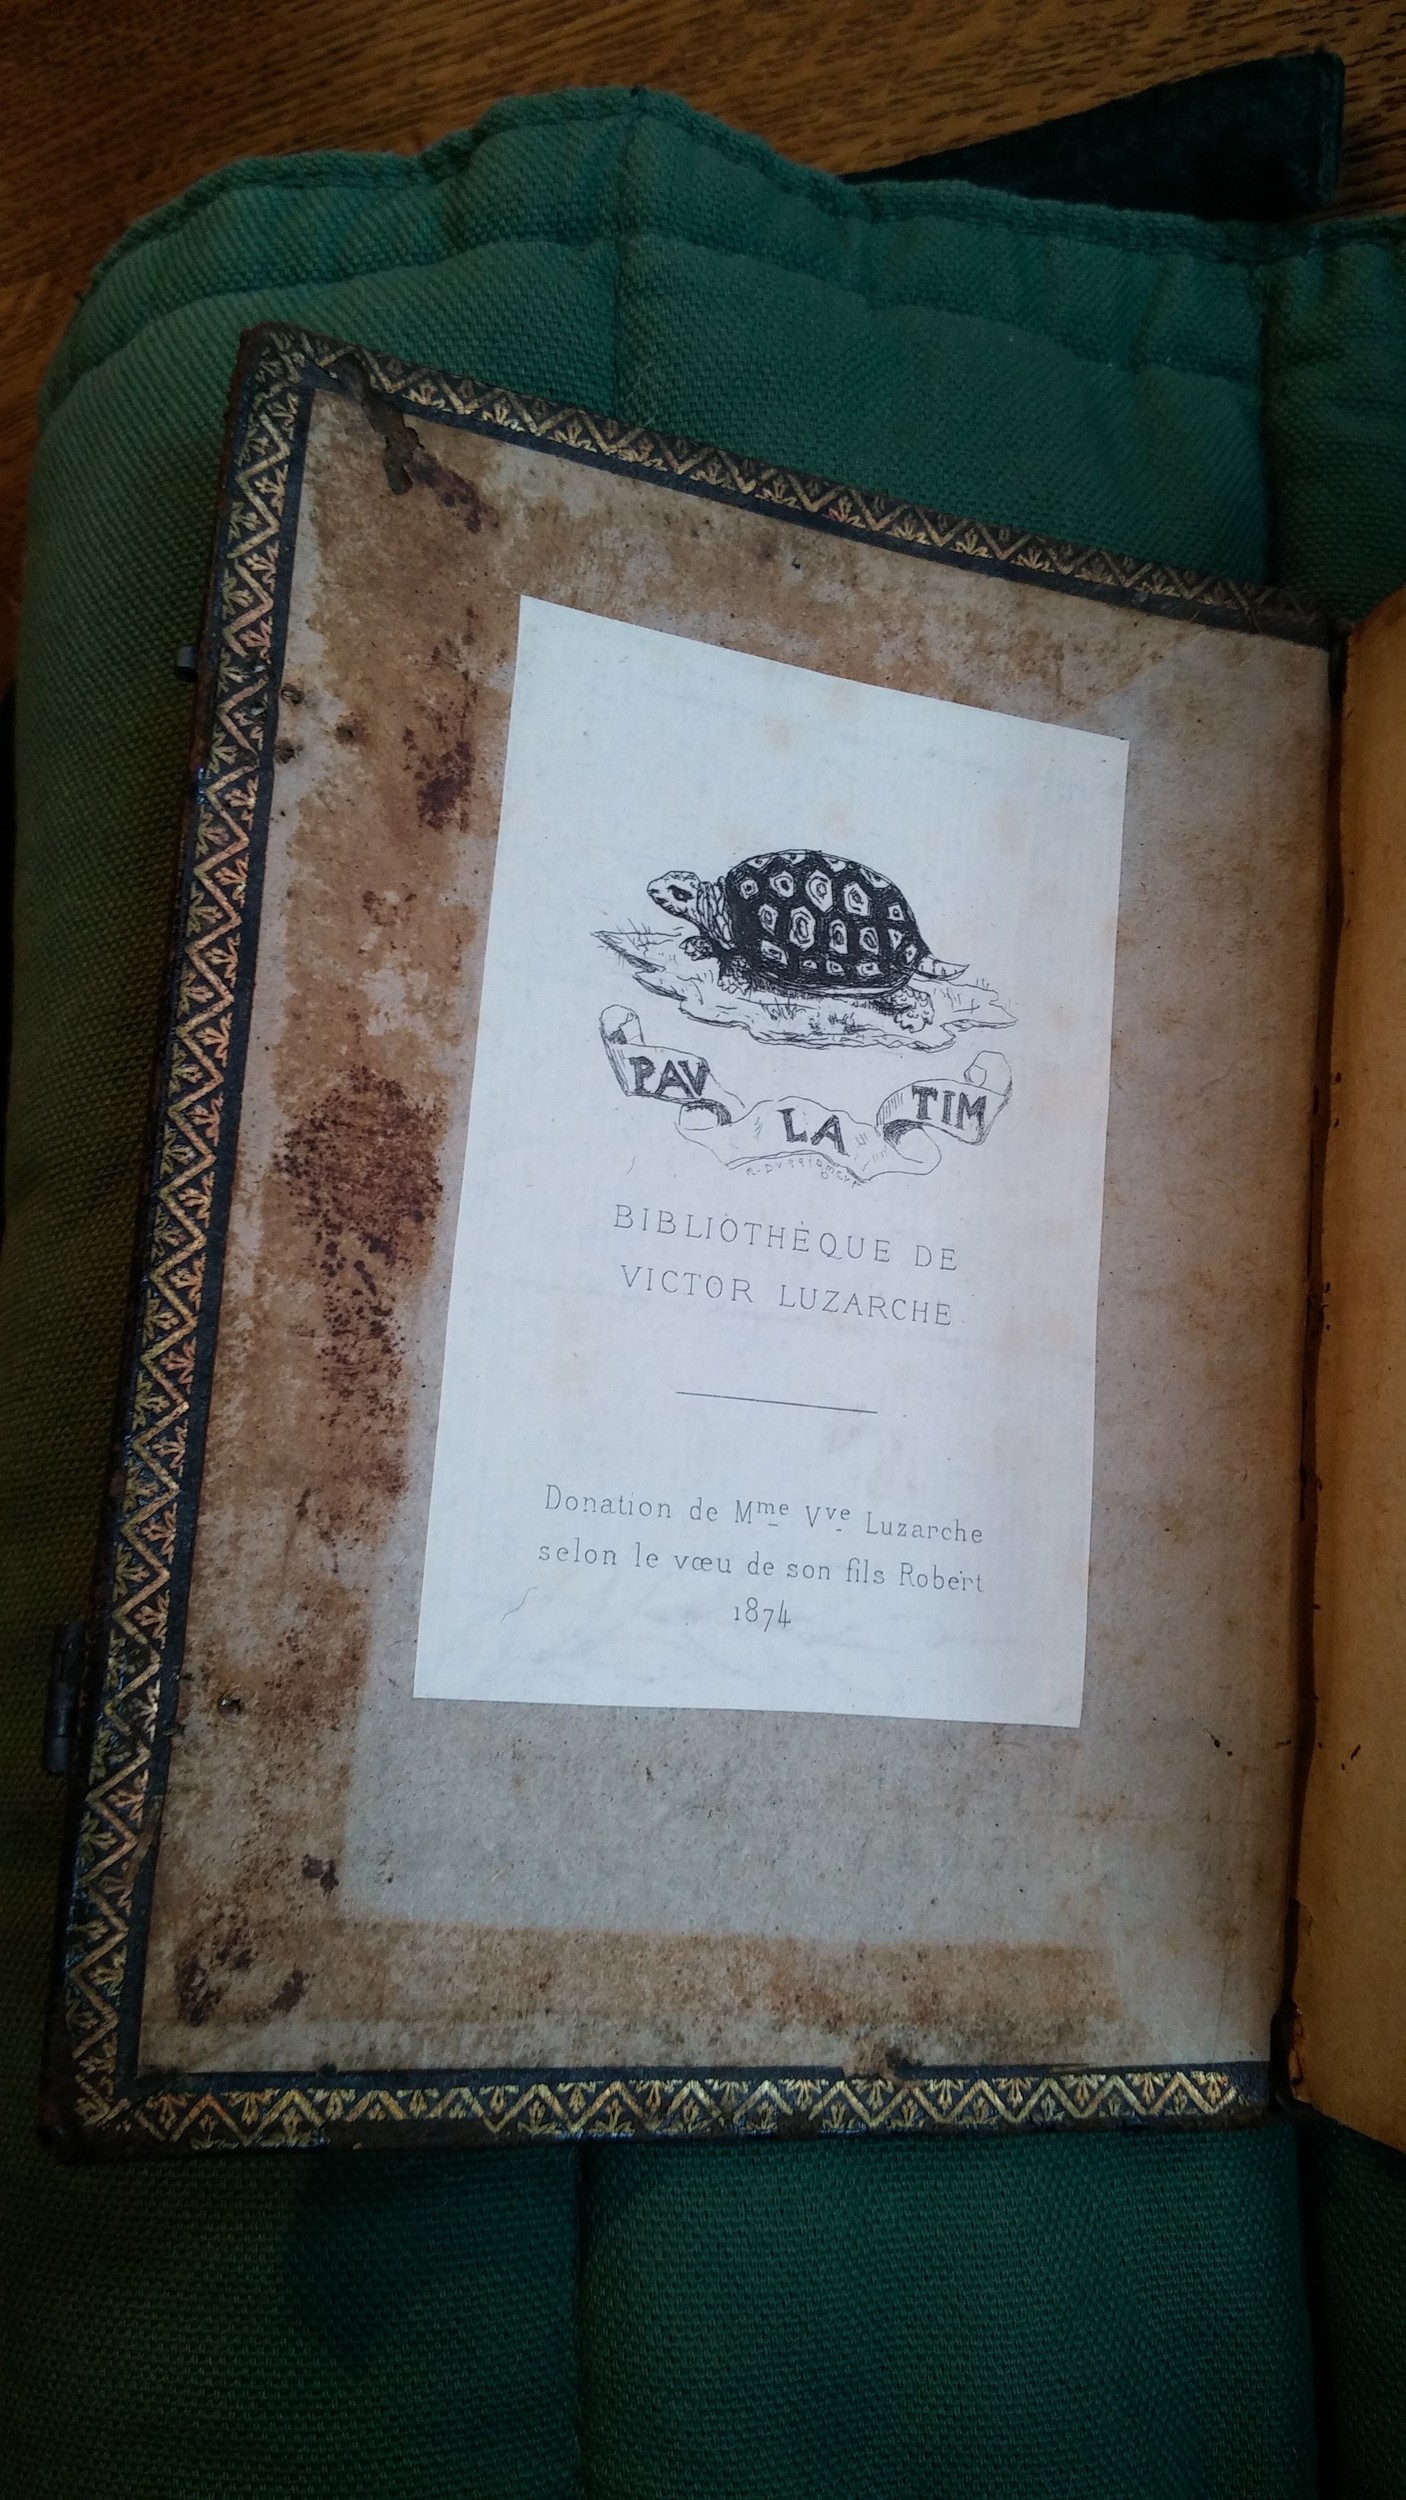 PAV LA TIM
BIBLIOTHÈQUE DE
VICTOR LUZARCHE
Donation de Mme Vve Luzarche
selon le vœu de son fils Robert
1874